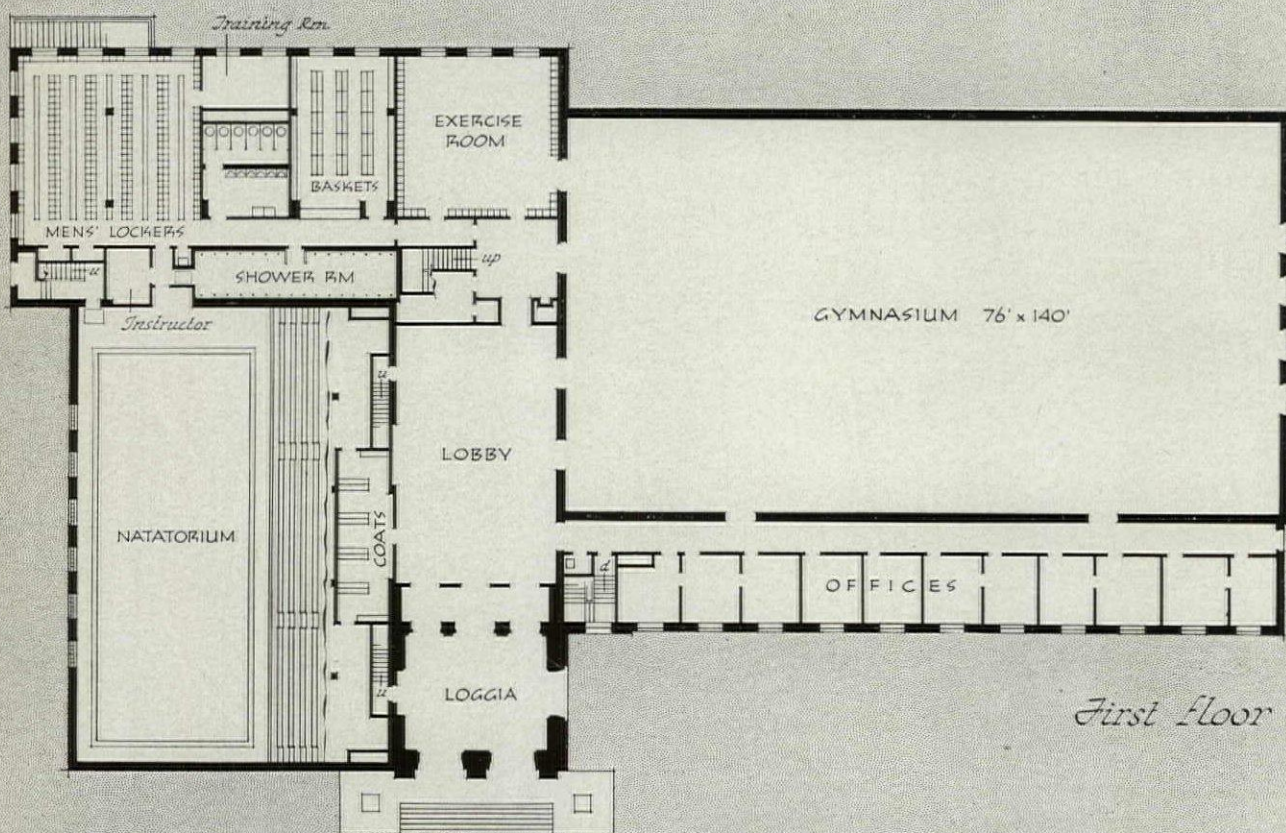 Training Rm
EXERCISE
ROOM
BASKETS
MENS' LOCKERS
up
u
SHOWER RM
Instructor
GYMNASIUM 76' x 140'
u
LOBBY
NATATORIUM
COATS
d
OFFICES
u
LOGGIA
First floor